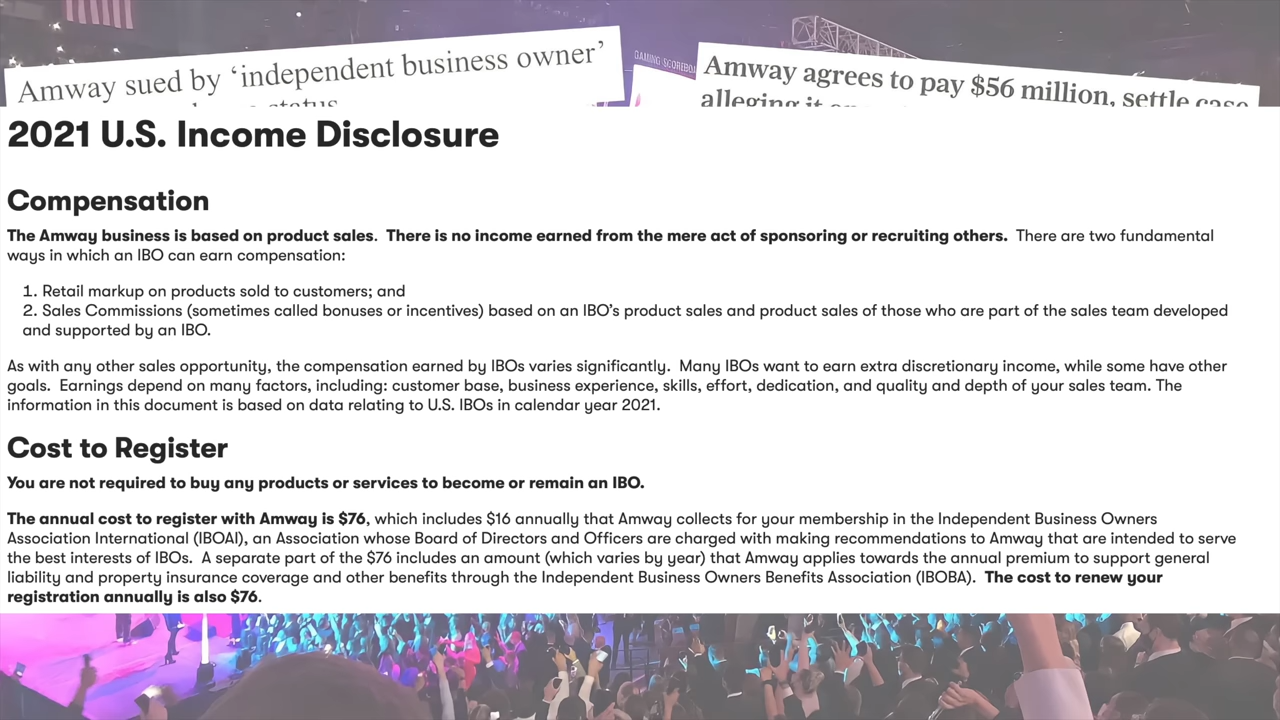 Amway sued by ‘independent business owner’
status
GAMING SCOREBOA
Amway agrees to pay $56 million, settle case
alleging it
2021 U.S. Income Disclosure
Compensation
The Amway business is based on product sales. There is no income earned from the mere act of sponsoring or recruiting others. There are two fundamental
ways in which an IBO can earn compensation:
1. Retail markup on products sold to customers; and
2. Sales Commissions (sometimes called bonuses or incentives) based on an IBO’s product sales and product sales of those who are part of the sales team developed
and supported by an IBO.
As with any other sales opportunity, the compensation earned by IBOs varies significantly. Many IBOs want to earn extra discretionary income, while some have other
goals. Earnings depend on many factors, including: customer base, business experience, skills, effort, dedication, and quality and depth of your sales team. The
information in this document is based on data relating to U.S. IBOs in calendar year 2021.
Cost to Register
You are not required to buy any products or services to become or remain an IBO.
The annual cost to register with Amway is $76, which includes $16 annually that Amway collects for your membership in the Independent Business Owners
Association International (IBOAI), an Association whose Board of Directors and Officers are charged with making recommendations to Amway that are intended to serve
the best interests of IBOs. A separate part of the $76 includes an amount (which varies by year) that Amway applies towards the annual premium to support general
liability and property insurance coverage and other benefits through the Independent Business Owners Benefits Association (IBOBA). The cost to renew your
registration annually is also $76.